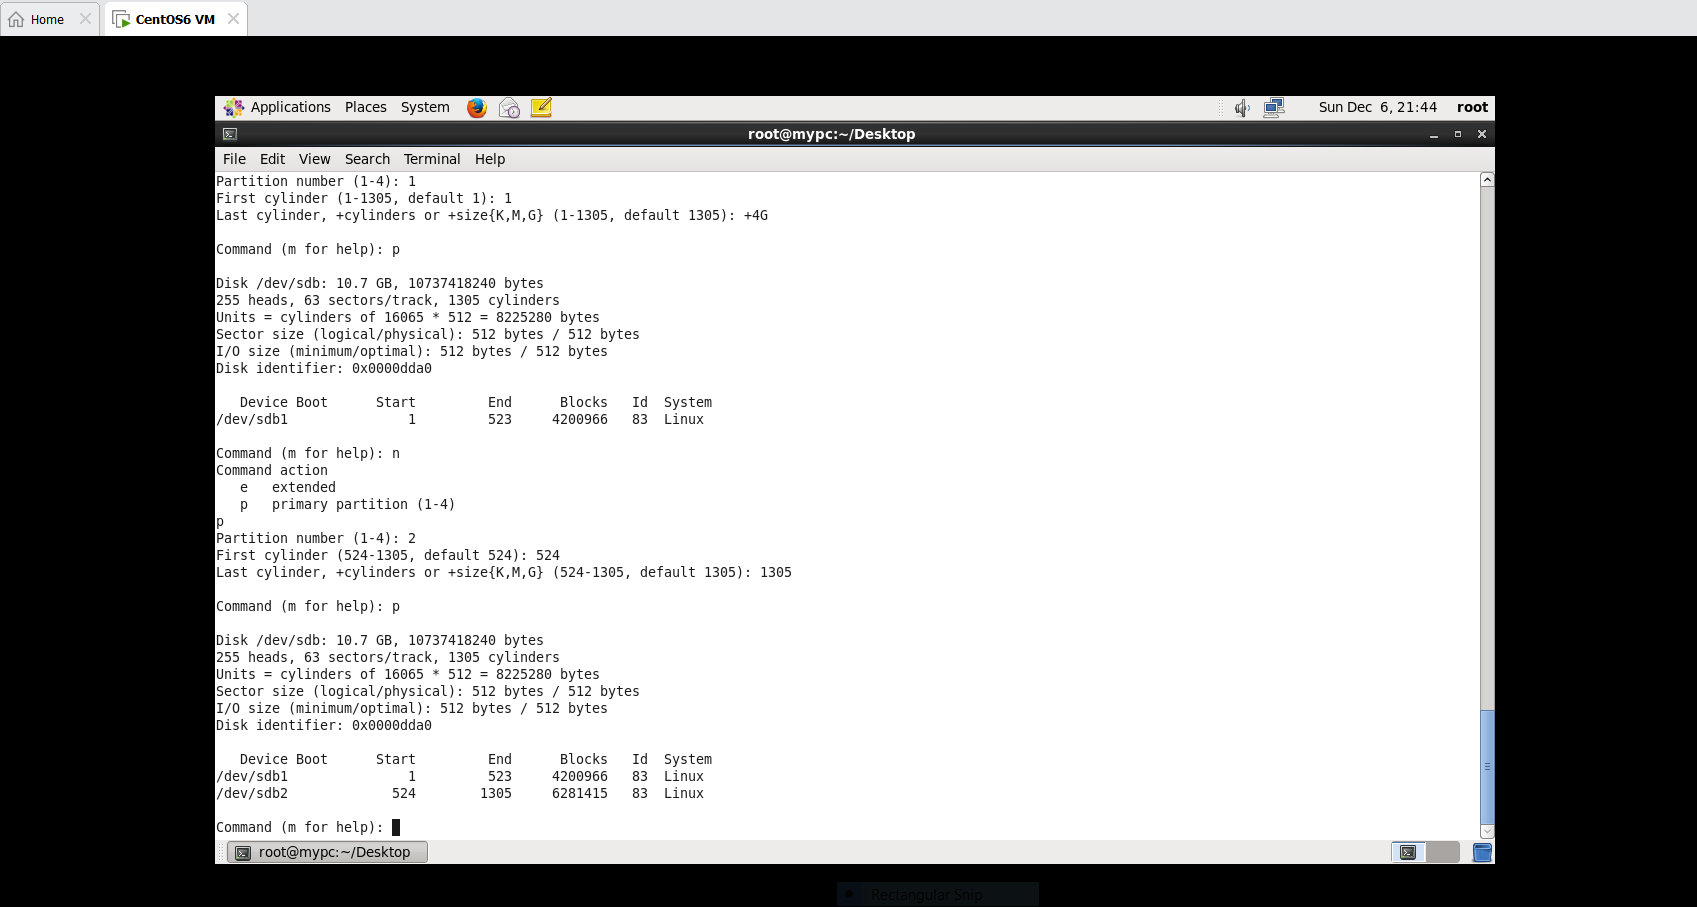 Home
CentOS6 VM
Applications Places System Sun Dec 6, 21:44 root
root@mypc:~/Desktop
File Edit View Search Terminal Help
Partition number (1-4): 1
First cylinder (1-1305, default 1): 1
Last cylinder, +cylinders or +size{K,M,G} (1-1305, default 1305): +4G
Command (m for help): p
Disk /dev/sdb: 10.7 GB, 10737418240 bytes
255 heads, 63 sectors/track, 1305 cylinders
Units = cylinders of 16065 * 512 = 8225280 bytes
Sector size (logical/physical): 512 bytes / 512 bytes
I/O size (minimum/optimal): 512 bytes / 512 bytes
Disk identifier: 0x0000dda0
Device Boot Start End Blocks Id System
/dev/sdb1 1 523 4200966 83 Linux
Command (m for help): n
Command action
e extended
p primary partition (1-4)
p
Partition number (1-4): 2
First cylinder (524-1305, default 524): 524
Last cylinder, +cylinders or +size{K,M,G} (524-1305, default 1305): 1305
Command (m for help): p
Disk /dev/sdb: 10.7 GB, 10737418240 bytes
255 heads, 63 sectors/track, 1305 cylinders
Units = cylinders of 16065 * 512 = 8225280 bytes
Sector size (logical/physical): 512 bytes / 512 bytes
I/O size (minimum/optimal): 512 bytes / 512 bytes
Disk identifier: 0x0000dda0
Device Boot Start End Blocks Id System
/dev/sdb1 1 523 4200966 83 Linux
/dev/sdb2 524 1305 6281415 83 Linux
Command (m for help):
root@mypc:~/Desktop
Rectangular Snip